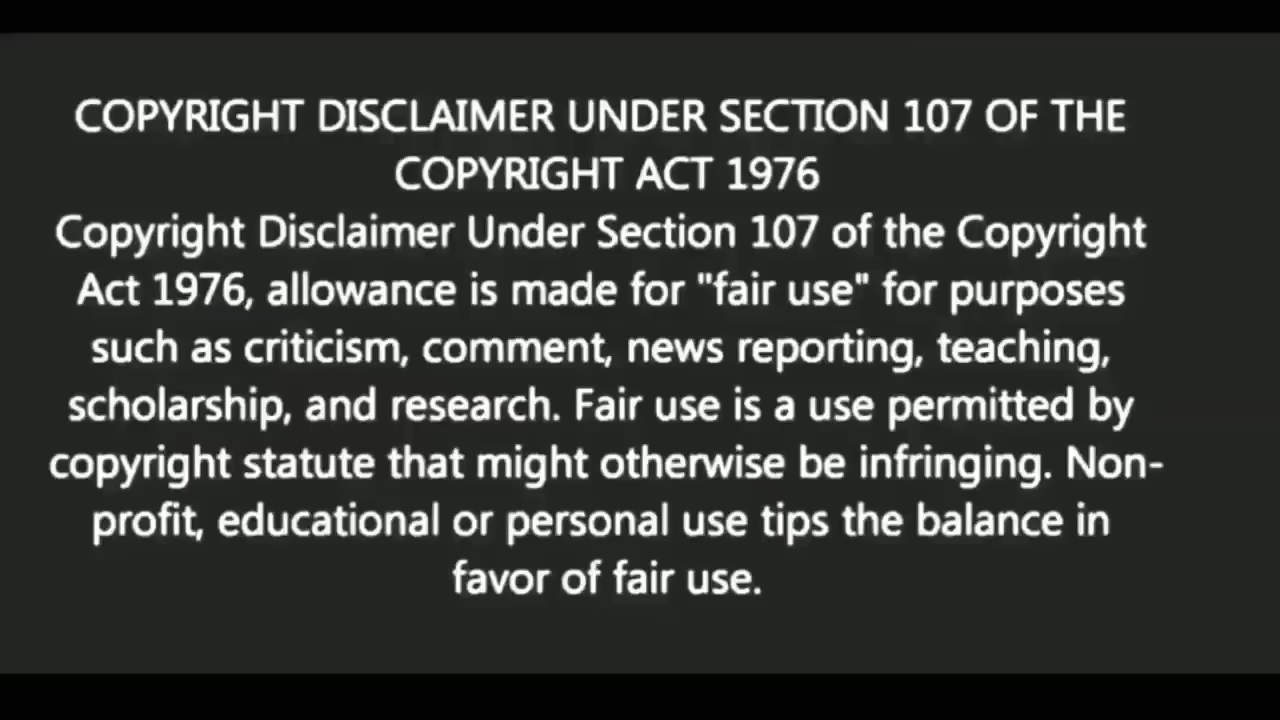 COPYRIGHT DISCLAIMER UNDER SECTION 107 OF THE
COPYRIGHT ACT 1976
Copyright Disclaimer Under Section 107 of the Copyright
Act 1976, allowance is made for "fair use" for purposes
such as criticism, comment, news reporting, teaching,
scholarship, and research. Fair use is a use permitted by
copyright statute that might otherwise be infringing. Non-
profit, educational or personal use tips the balance in
favor of fair use.